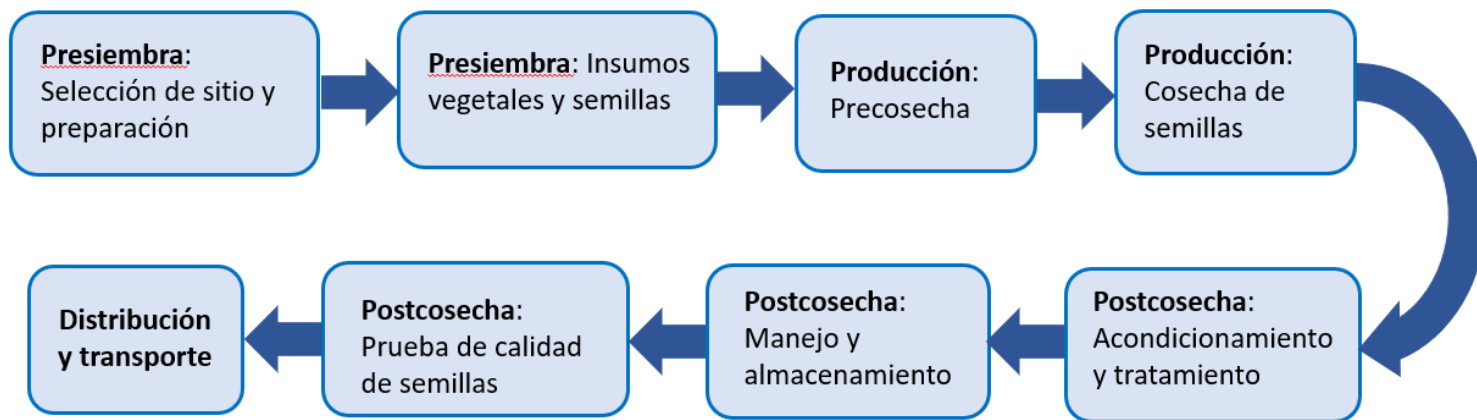 Presiembra:
Selección de sitio y
preparación
Presiembra: Insumos
vegetales y semillas
Producción:
Precosecha
Producción:
Cosecha de
semillas
Postcosecha:
Acondicionamiento
y tratamiento
Postcosecha:
Manejo y
almacenamiento
Postcosecha:
Prueba de calidad
de semillas
Distribución
y transporte